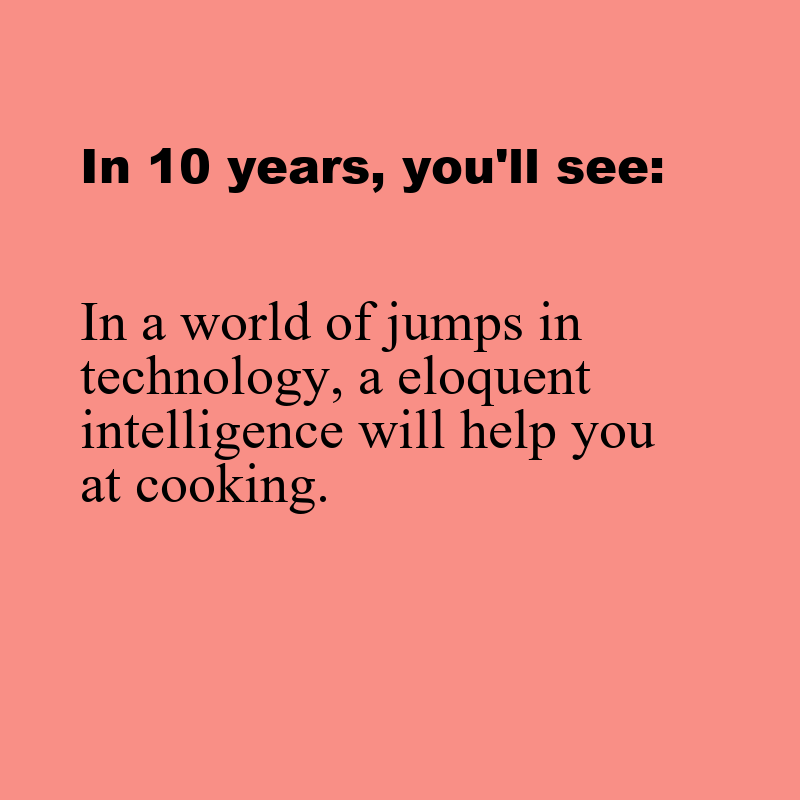 In 10 years, you'll see:
In a world of jumps in
technology, a eloquent
intelligence will help you
at cooking.